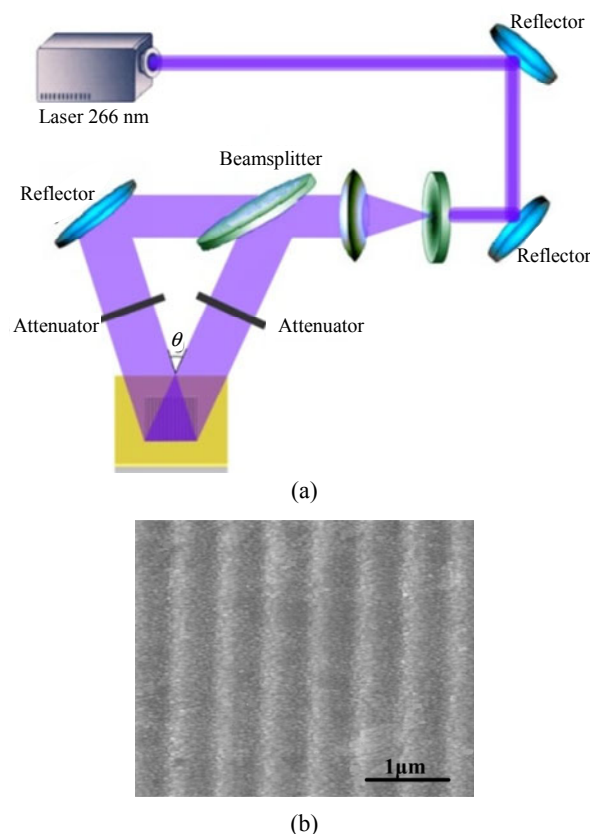 Reflector
Laser 266 nm
Beamsplitter
Reflector
Reflector
Attenuator
Attenuator
θ
(a)
1μm
(b)